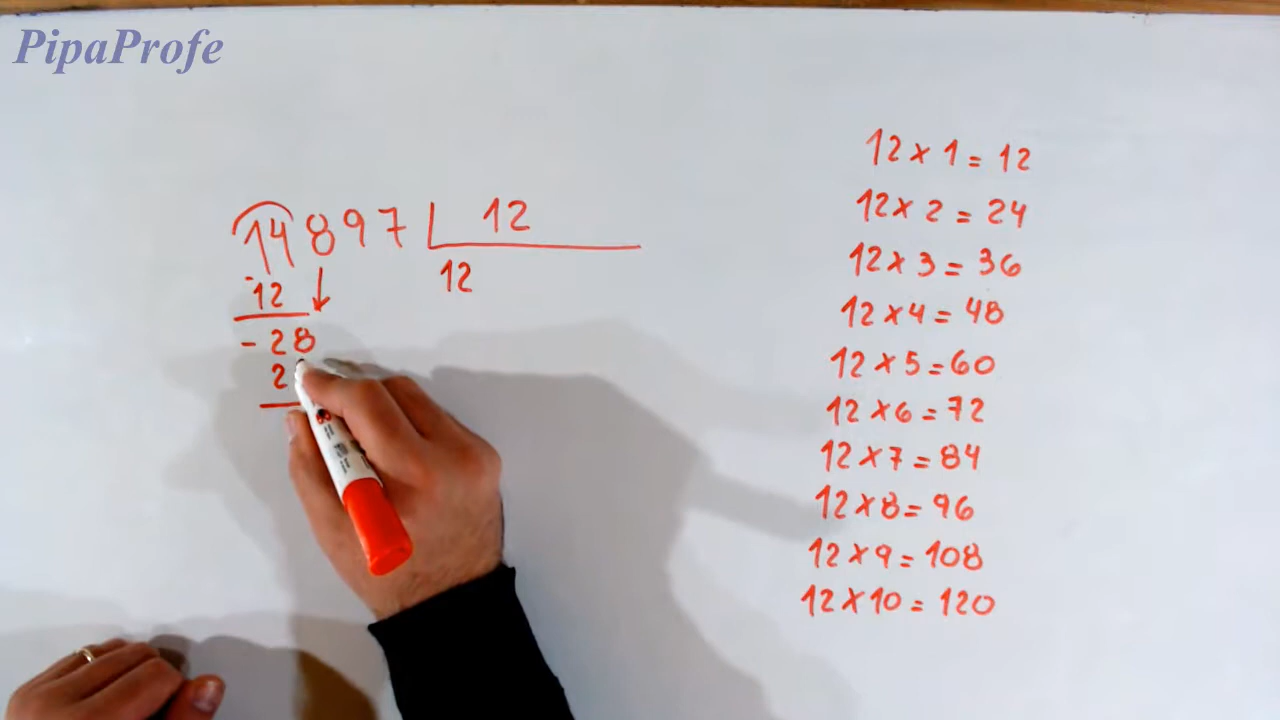 PipaProfe
14897 12
- 12 12
- 28
2
12 x 1 = 12
12 x 2 = 24
12 x 3 = 36
12 x 4 = 48
12 x 5 = 60
12 x 6 = 72
12 x 7 = 84
12 x 8 = 96
12 x 9 = 108
12 x 10 = 120